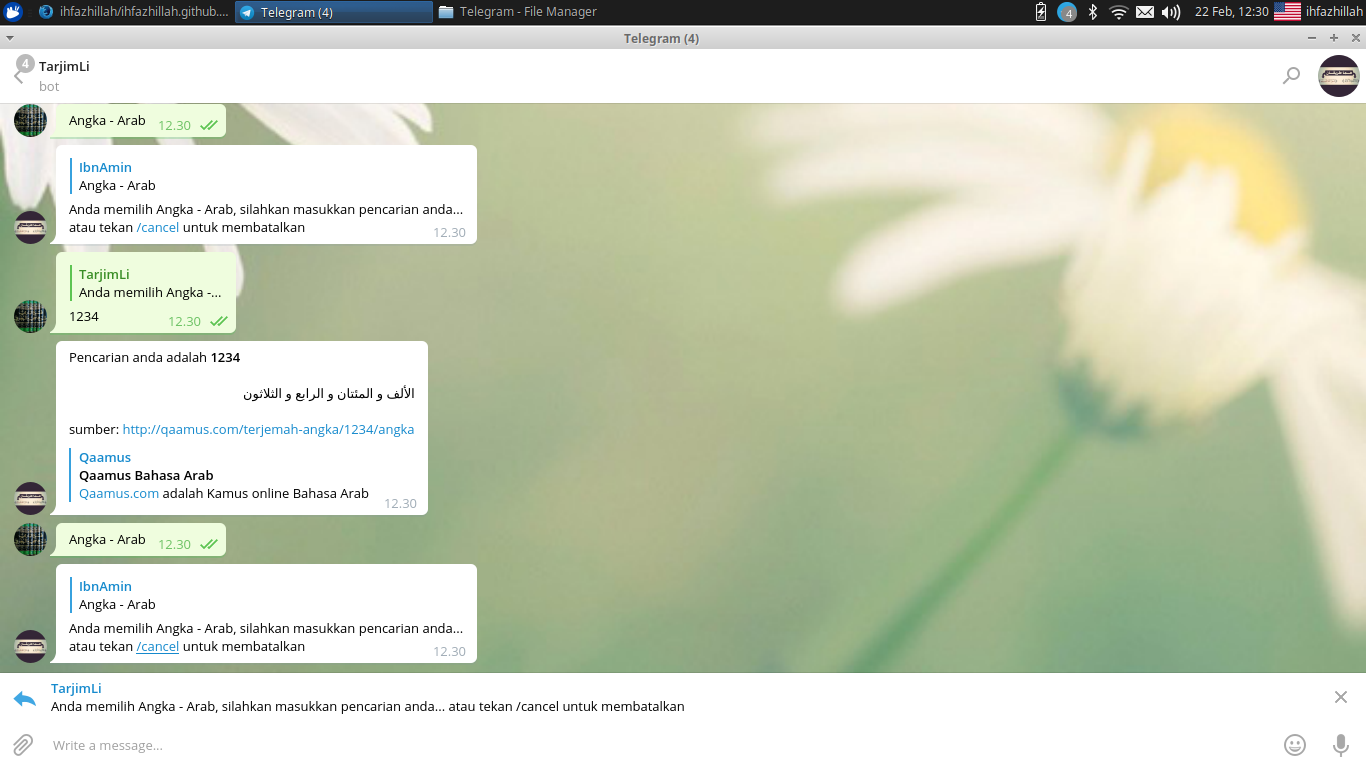 ihfazhillah/ihfazhillah.github....
Telegram (4)
Telegram - File Manager
4
22 Feb, 12:30
ihfazhillah
Telegram (4)
4
TarjimLi
bot
Angka - Arab
12.30
IbnAmin
Angka - Arab
Anda memilih Angka - Arab, silahkan masukkan pencarian anda...
atau tekan /cancel untuk membatalkan
12.30
TarjimLi
Anda memilih Angka -...
1234
12.30
Pencarian anda adalah 1234
الألف و المئتان و الرابع و الثلاثون
sumber: http://qaamus.com/terjemah-angka/1234/angka
Qaamus
Qaamus Bahasa Arab
Qaamus.com adalah Kamus online Bahasa Arab
12.30
Angka - Arab
12.30
IbnAmin
Angka - Arab
Anda memilih Angka - Arab, silahkan masukkan pencarian anda...
atau tekan /cancel untuk membatalkan
12.30
TarjimLi
Anda memilih Angka - Arab, silahkan masukkan pencarian anda... atau tekan /cancel untuk membatalkan
Write a message...